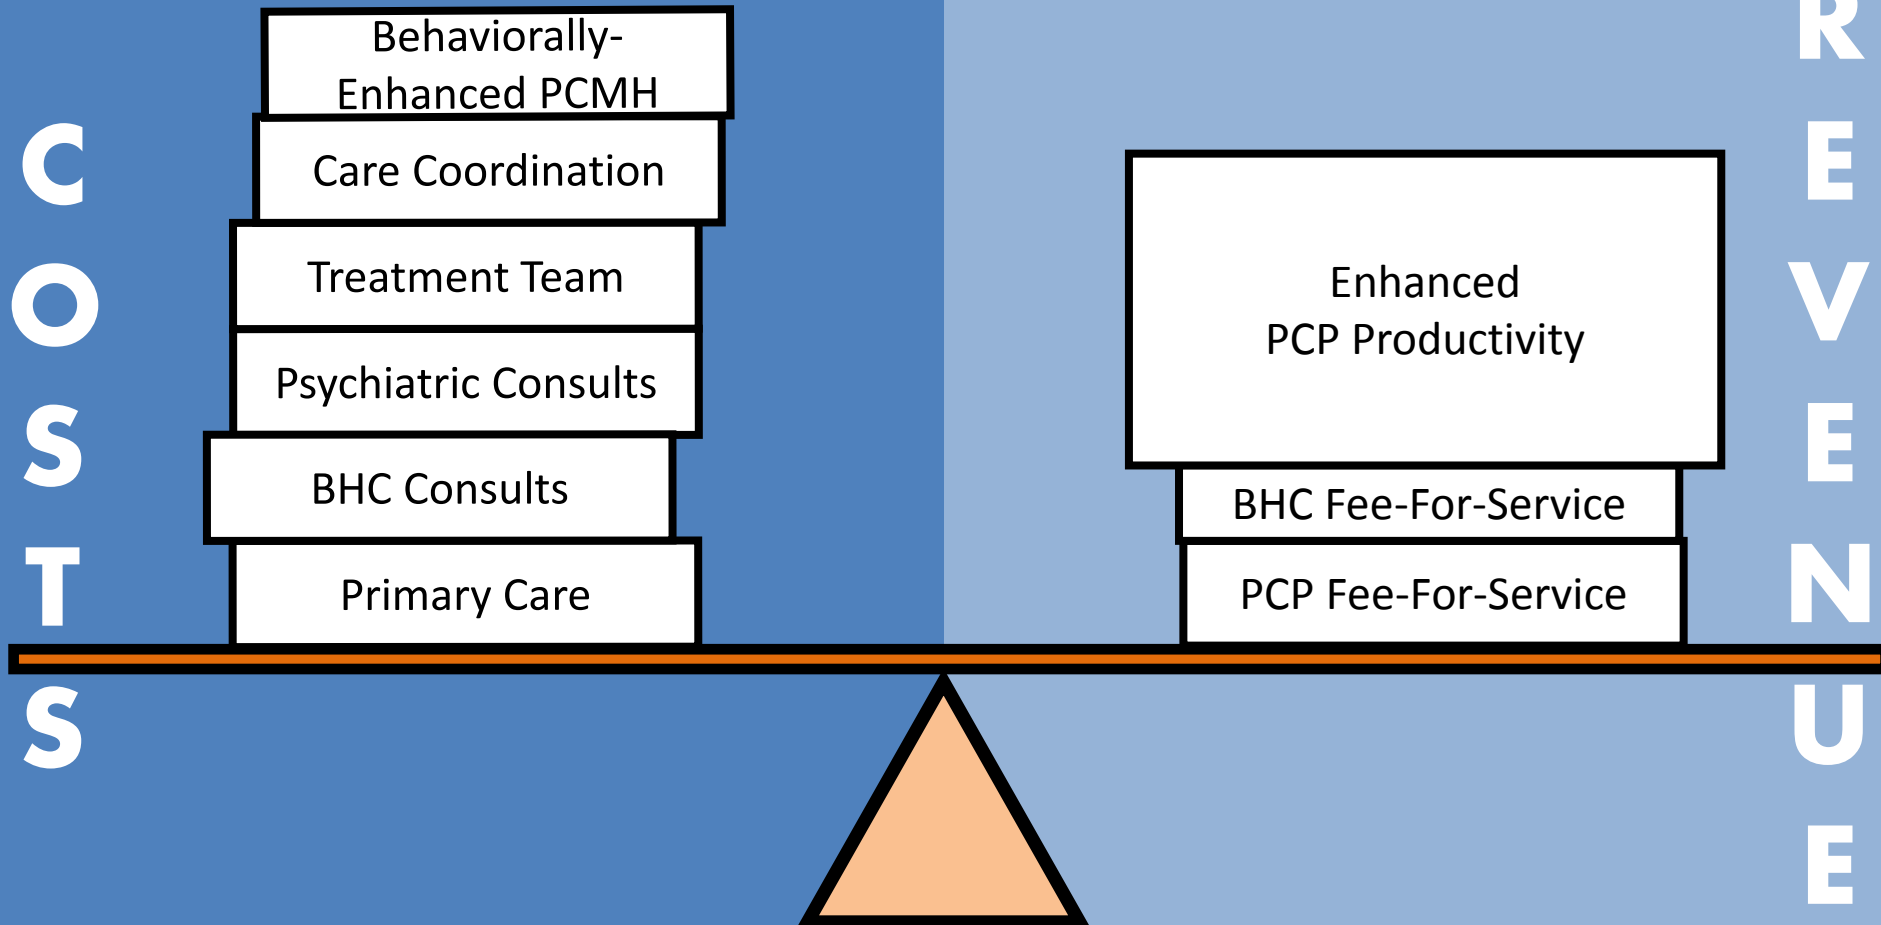 COSTS
Behaviorally-
Enhanced PCMH
Care Coordination
Treatment Team
Psychiatric Consults
BHC Consults
Primary Care
Enhanced
PCP Productivity
BHC Fee-For-Service
PCP Fee-For-Service
REVENUE